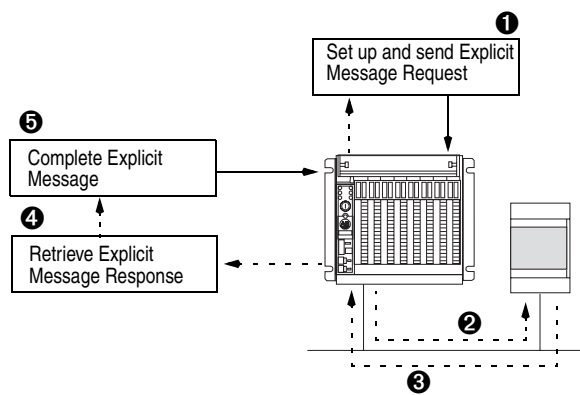 ❶
Set up and send Explicit
Message Request
❺
Complete Explicit
Message
❹
Retrieve Explicit
Message Response
❷
❸